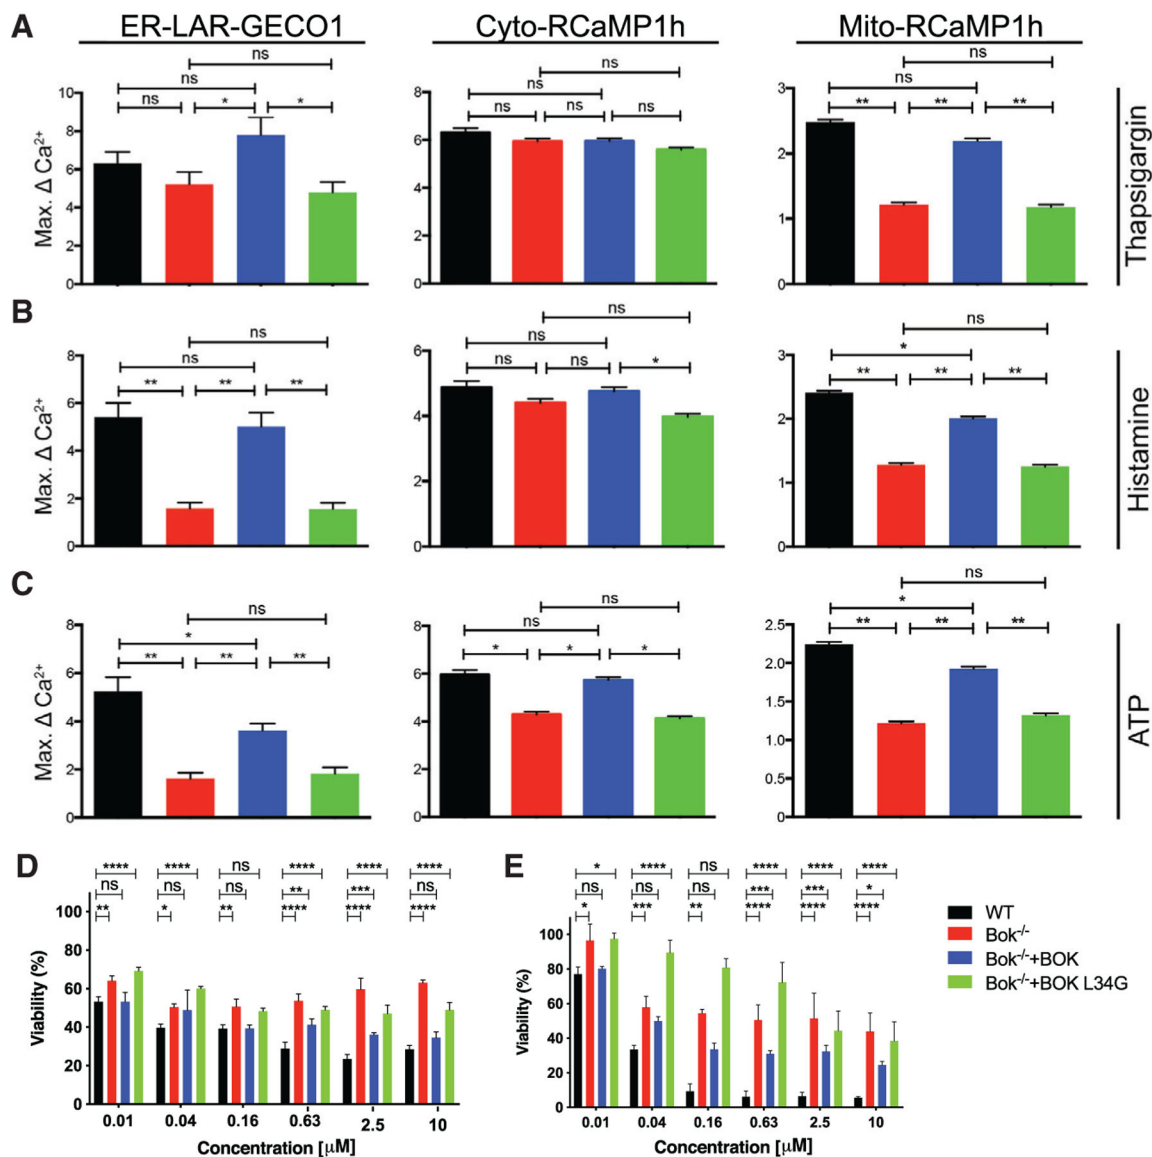 A ER-LAR-GECO1 Cyto-RCaMP1h Mito-RCaMP1h
ns ns ns
ns ns ns
ns * * ns ns ns ** ** **
Max. Δ Ca²⁺
10 8 6 4 2 0
8 6 4 2 0
3 2 1 0
Thapsigargin
B
ns ns ns
ns ns *
** ** ** ns ns * ** ** **
Max. Δ Ca²⁺
8 6 4 2 0
6 4 2 0
3 2 1 0
Histamine
C
ns ns ns
* ns *
** ** ** * * * ** ** **
Max. Δ Ca²⁺
8 6 4 2 0
8 6 4 2 0
2.5 2.0 1.5 1.0 0.5 0
ATP
D
**** **** ns **** **** ****
ns ns ns ** *** ns
** * ** **** **** ****
Viability (%)
100 80 60 40 20 0
0.01 0.04 0.16 0.63 2.5 10
Concentration [μM]
E
* **** ns **** **** ****
ns ns ns *** *** *
* *** ** **** **** ****
Viability (%)
100 80 60 40 20 0
0.01 0.04 0.16 0.63 2.5 10
Concentration [μM]
WT
Bok⁻/⁻
Bok⁻/⁻+BOK
Bok⁻/⁻+BOK L34G